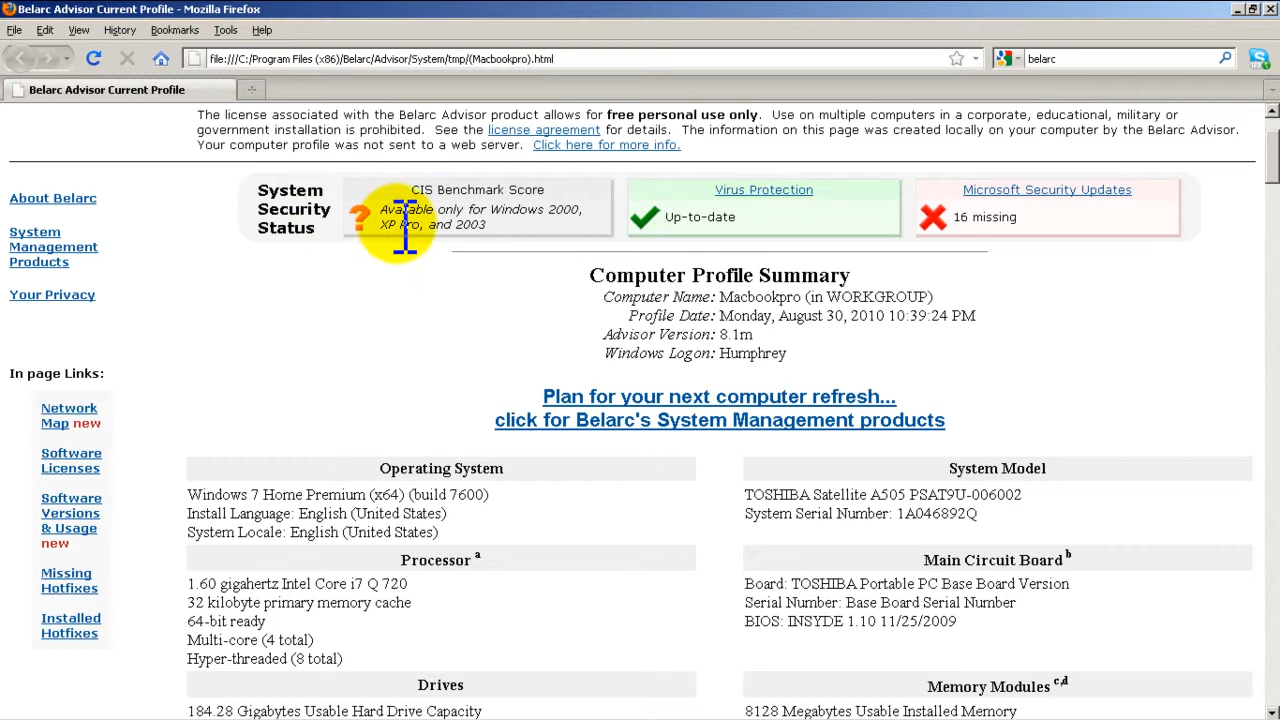 Belarc Advisor Current Profile - Mozilla Firefox
File Edit View History Bookmarks Tools Help
file:///C:/Program Files (x86)/Belarc/Advisor/System/tmp/(Macbookpro).html
belarc
Belarc Advisor Current Profile
The license associated with the Belarc Advisor product allows for free personal use only. Use on multiple computers in a corporate, educational, military or
government installation is prohibited. See the license agreement for details. The information on this page was created locally on your computer by the Belarc Advisor.
Your computer profile was not sent to a web server. Click here for more info.
About Belarc
System
Management
Products
Your Privacy
In page Links:
Network
Map new
Software
Licenses
Software
Versions
& Usage
new
Missing
Hotfixes
Installed
Hotfixes
System
Security
Status
CIS Benchmark Score
Available only for Windows 2000,
XP Pro, and 2003
Virus Protection
Up-to-date
Microsoft Security Updates
16 missing
Computer Profile Summary
Computer Name: Macbookpro (in WORKGROUP)
Profile Date: Monday, August 30, 2010 10:39:24 PM
Advisor Version: 8.1m
Windows Logon: Humphrey
Plan for your next computer refresh...
click for Belarc's System Management products
Operating System
Windows 7 Home Premium (x64) (build 7600)
Install Language: English (United States)
System Locale: English (United States)
System Model
TOSHIBA Satellite A505 PSAT9U-006002
System Serial Number: 1A046892Q
Processor a
1.60 gigahertz Intel Core i7 Q 720
32 kilobyte primary memory cache
64-bit ready
Multi-core (4 total)
Hyper-threaded (8 total)
Main Circuit Board b
Board: TOSHIBA Portable PC Base Board Version
Serial Number: Base Board Serial Number
BIOS: INSYDE 1.10 11/25/2009
Drives
184.28 Gigabytes Usable Hard Drive Capacity
Memory Modules c,d
8128 Megabytes Usable Installed Memory